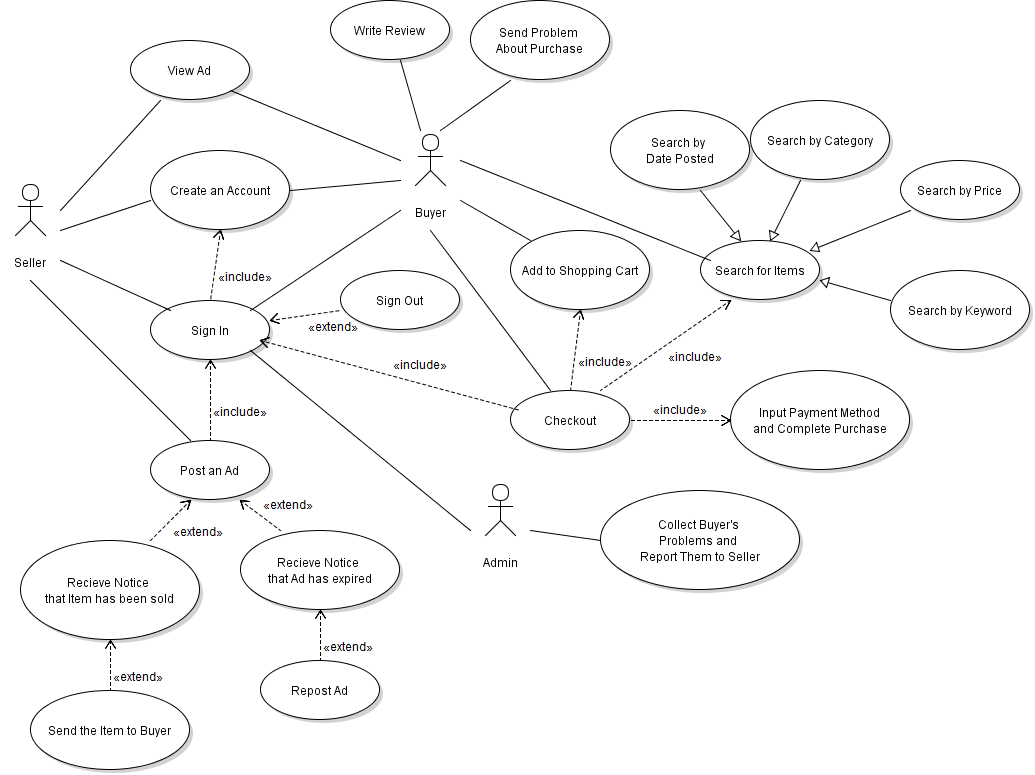 Write Review
Send Problem
About Purchase
View Ad
Search by
Date Posted
Search by Category
Create an Account
Search by Price
Buyer
Seller
«include»
Add to Shopping Cart
Search for Items
Sign Out
Search by Keyword
Sign In
«extend»
«include»
«include»
«include»
«include»
«include»
Checkout
Input Payment Method
and Complete Purchase
Post an Ad
«extend»
«extend»
Collect Buyer's
Problems and
Report Them to Seller
Admin
Recieve Notice
that Item has been sold
Recieve Notice
that Ad has expired
«extend»
«extend»
Repost Ad
Send the Item to Buyer